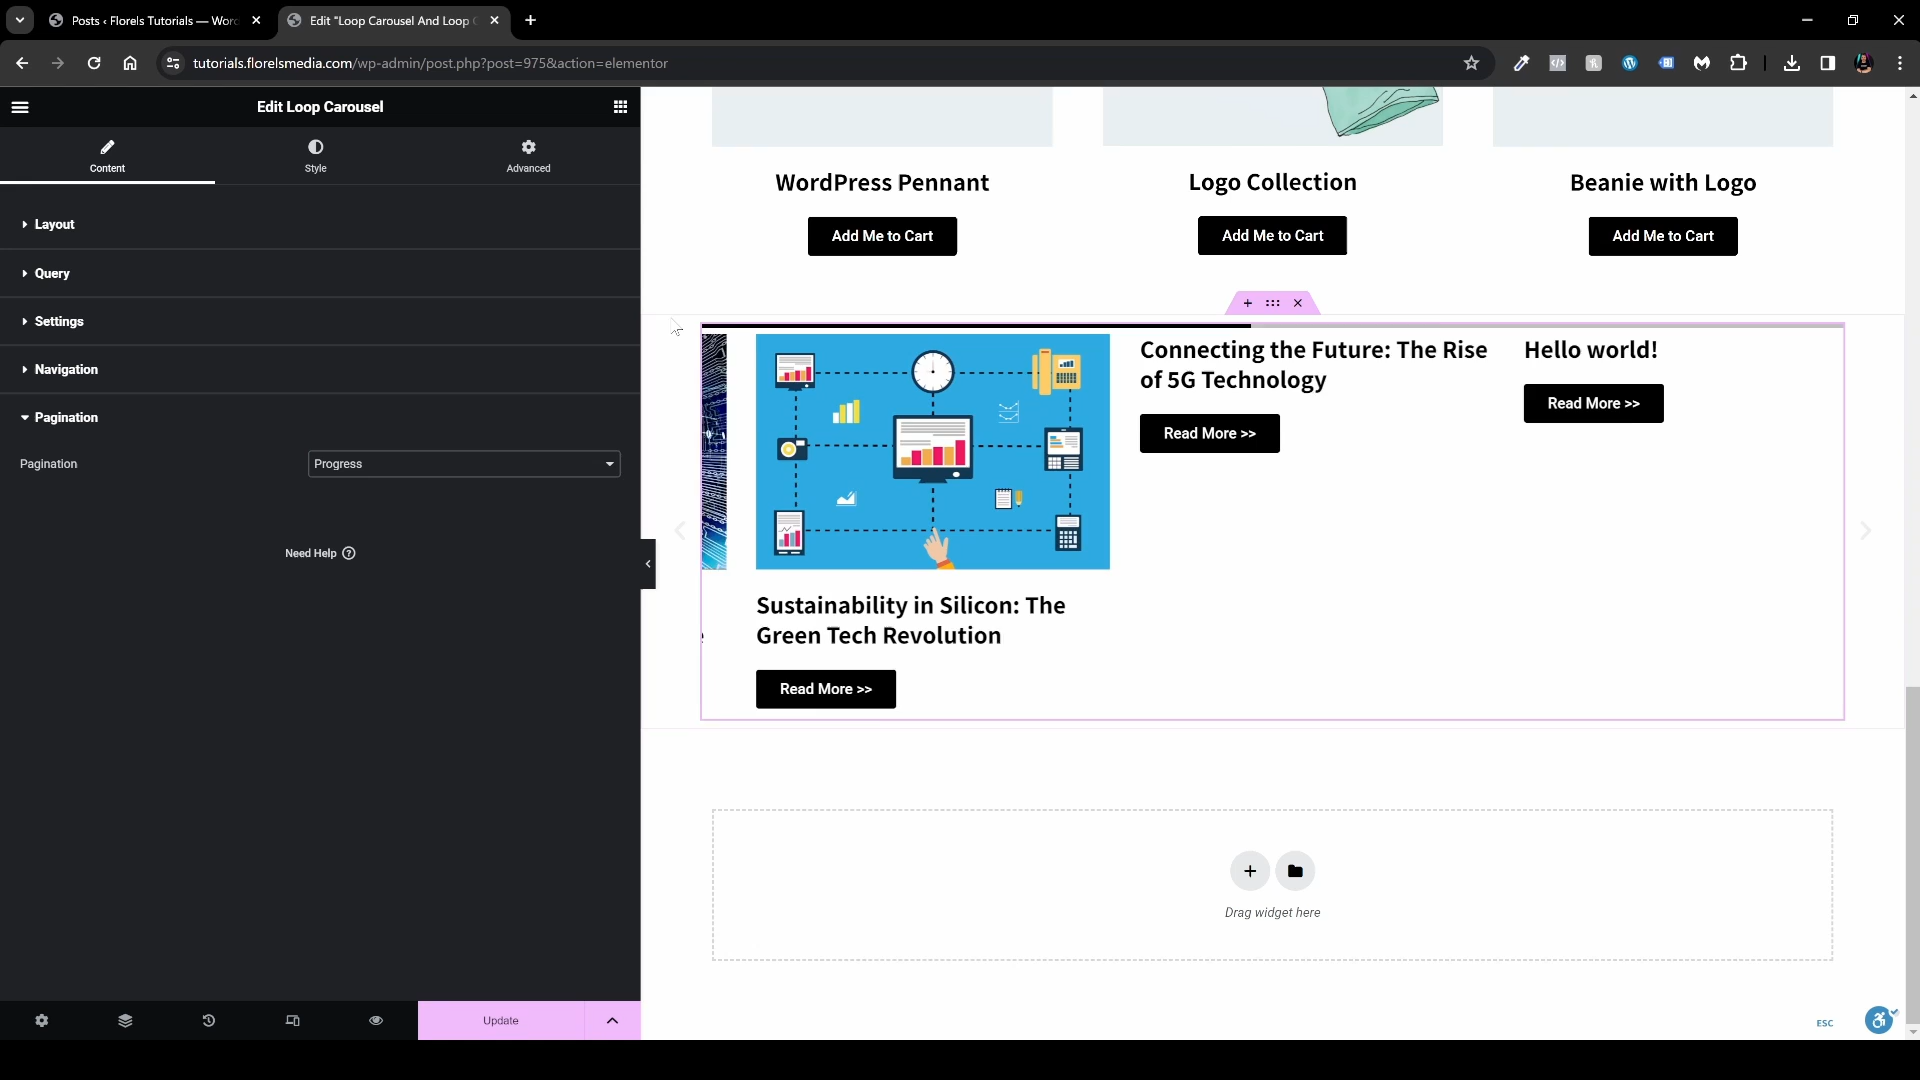 Posts ‹ Florels Tutorials — Word
Edit "Loop Carousel And Loop G
tutorials.florelsmedia.com/wp-admin/post.php?post=975&action=elementor
Edit Loop Carousel
Content
Style
Advanced
Layout
Query
Settings
Navigation
Pagination
Pagination
Progress
Need Help
Update
WordPress Pennant
Logo Collection
Beanie with Logo
Add Me to Cart
Add Me to Cart
Add Me to Cart
Sustainability in Silicon: The
Green Tech Revolution
Read More >>
Connecting the Future: The Rise
of 5G Technology
Read More >>
Hello world!
Read More >>
Drag widget here
ESC